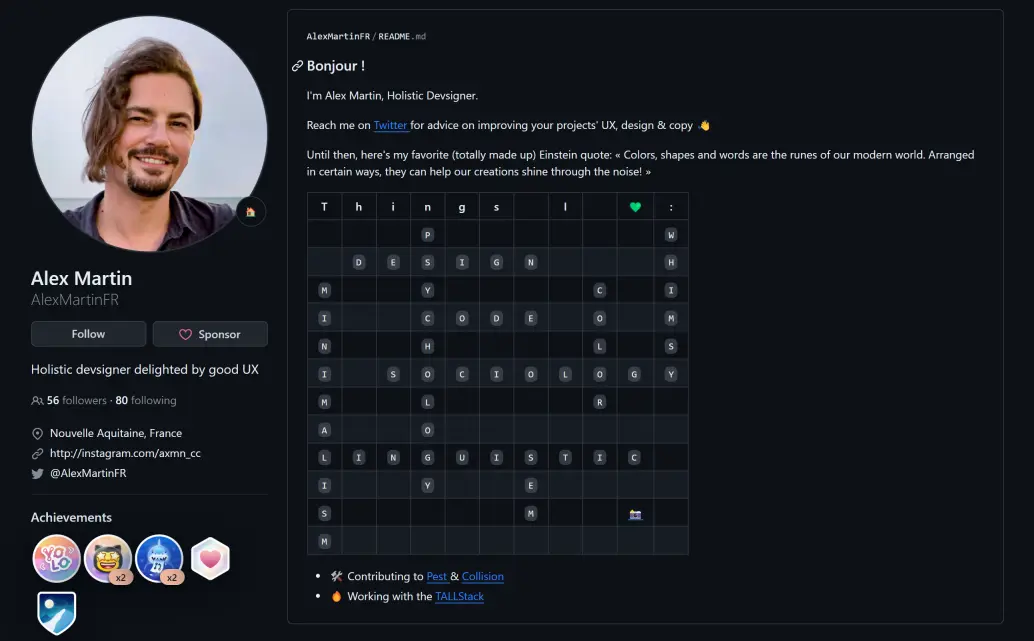 AlexMartinFR/README.md
Bonjour !
I'm Alex Martin, Holistic Devsigner.
Reach me on Twitter for advice on improving your projects' UX, design & copy 👋
Until then, here's my favorite (totally made up) Einstein quote: « Colors, shapes and words are the runes of our modern world. Arranged
in certain ways, they can help our creations shine through the noise! »
T h i n g s I 💚 :
P W
D E S I G N H
M Y C I
I C O D E O M
N H L S
I S O C I O L O G Y
M L R
A O
L I N G U I S T I C
I Y E
S M 📸
M
🛠 Contributing to Pest & Collision
🔥 Working with the TALLStack
🏠
Alex Martin
AlexMartinFR
Follow
Sponsor
Holistic devsigner delighted by good UX
56 followers · 80 following
Nouvelle Aquitaine, France
http://instagram.com/axmn_cc
@AlexMartinFR
Achievements
YOLO
x2
x2